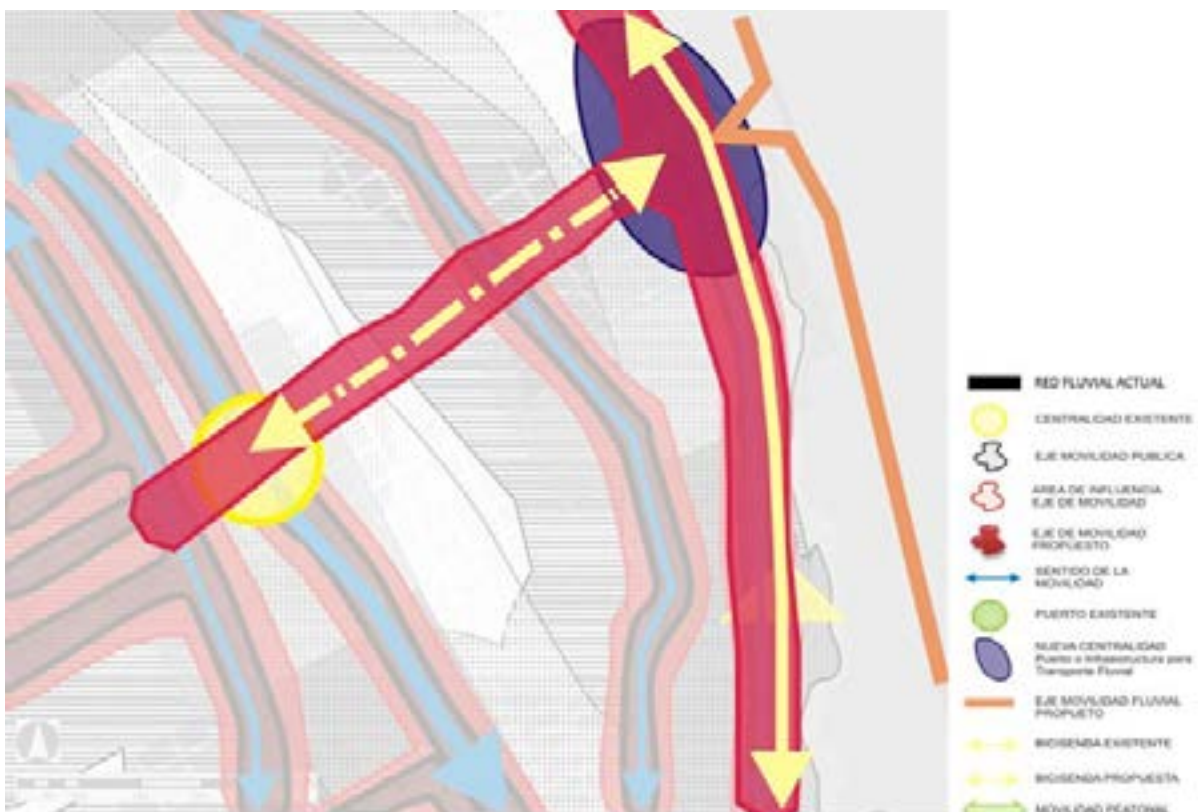 RED FLUVIAL ACTUAL
CENTRALIDAD EXISTENTE
EJE MOVILIDAD PUBLICA
AREA DE INFLUENCIA
EJE DE MOVILIDAD
EJE DE MOVILIDAD
PROPUESTO
SENTIDO DE LA
MOVILIDAD
PUERTO EXISTENTE
NUEVA CENTRALIDAD
Puerto o Infraestructura para
Transporte Fluvial
EJE MOVILIDAD FLUVIAL
PROPUETO
BICISENDA EXISTENTE
BICISENDA PROPUESTA
MOVILIDAD PEATONAL